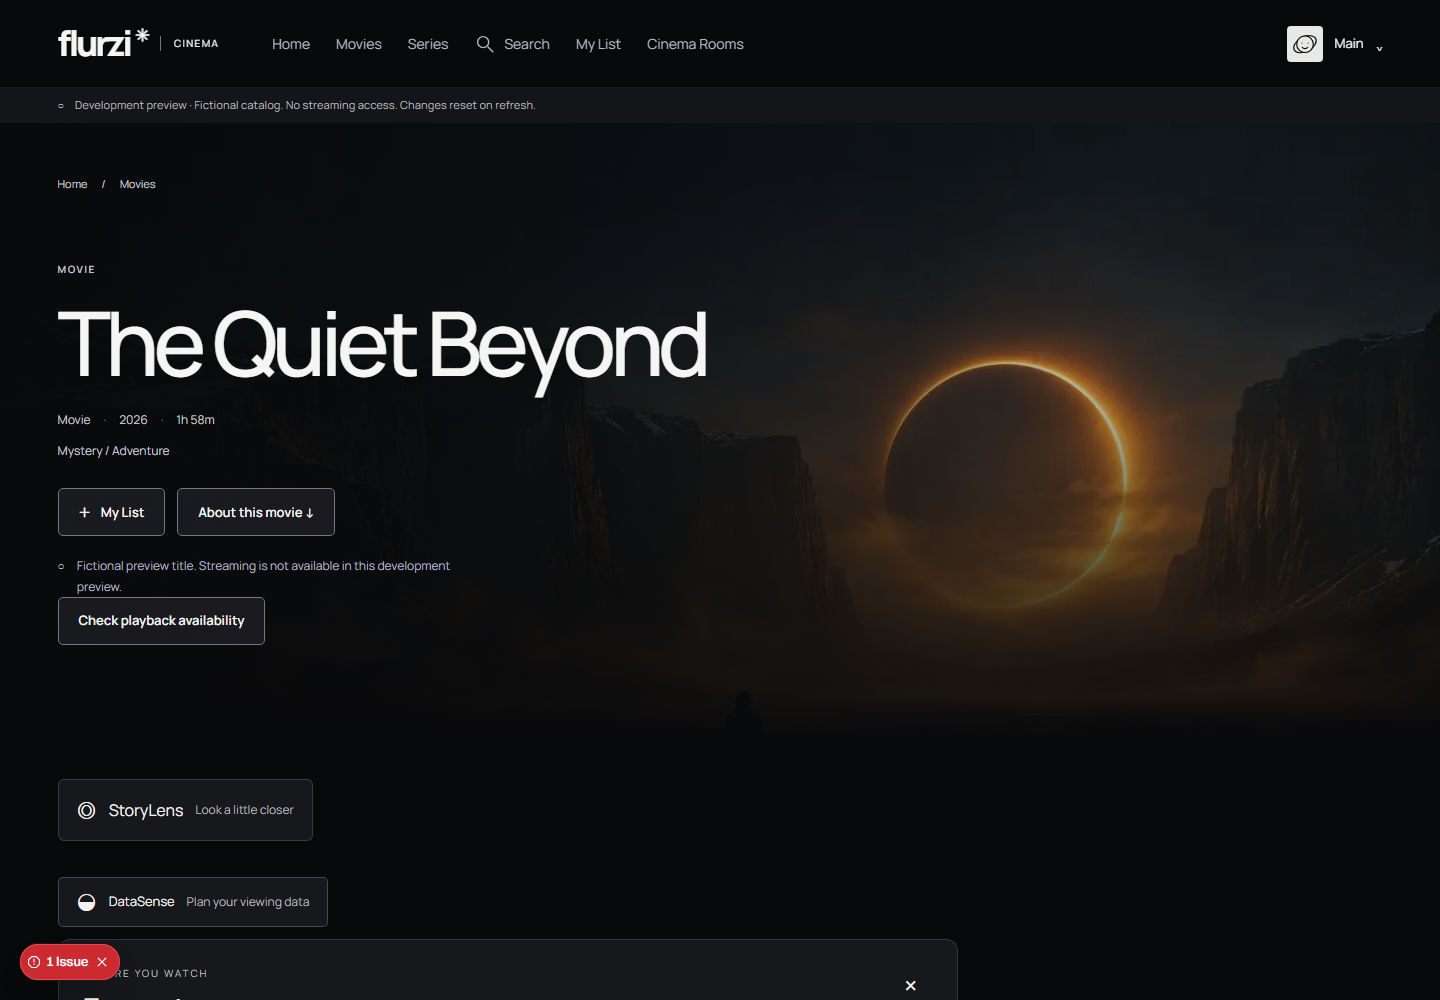 flurzi* CINEMA Home Movies Series Search My List Cinema Rooms Main
Development preview · Fictional catalog. No streaming access. Changes reset on refresh.
Home / Movies
MOVIE
The Quiet Beyond
Movie · 2026 · 1h 58m
Mystery / Adventure
+ My List About this movie ↓
Fictional preview title. Streaming is not available in this development
preview.
Check playback availability
StoryLens Look a little closer
DataSense Plan your viewing data
1 Issue
YOU WATCH